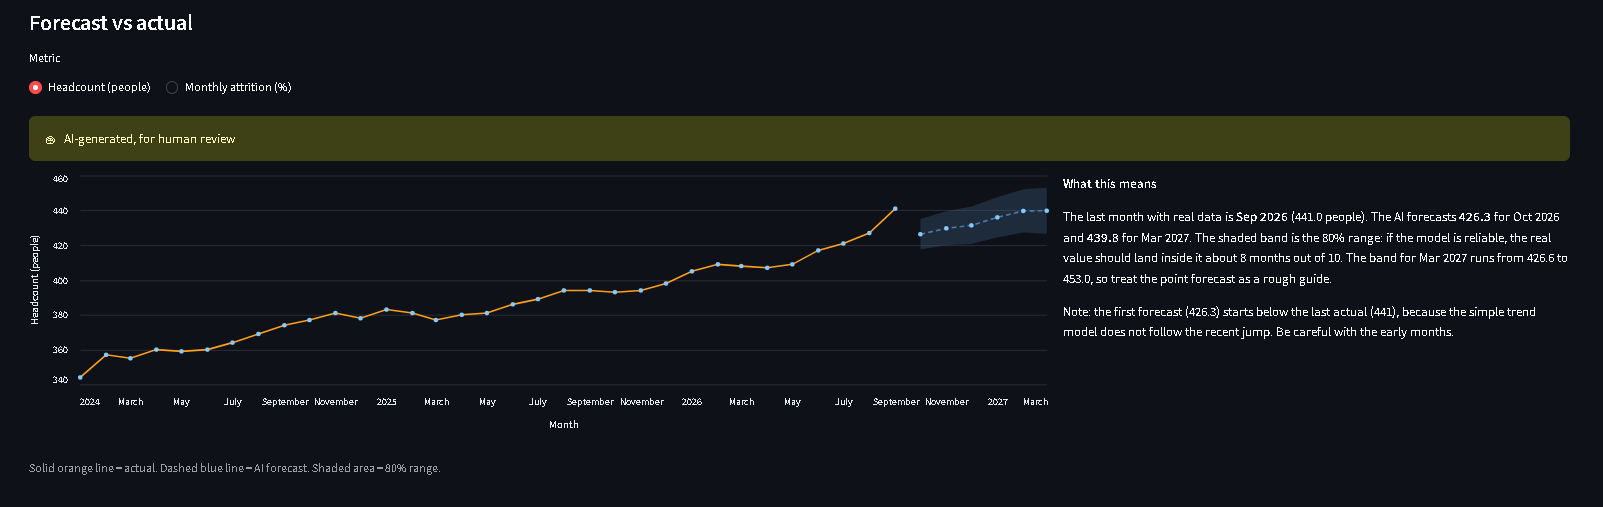 Forecast vs actual
Metric
Headcount (people)
Monthly attrition (%)
AI-generated, for human review
460
440
420
400
380
360
340
Headcount (people)
2024
March
May
July
September
November
2025
March
May
July
September
November
2026
March
May
July
September
November
2027
March
Month
What this means
The last month with real data is Sep 2026 (441.0 people). The AI forecasts 426.3 for Oct 2026
and 439.8 for Mar 2027. The shaded band is the 80% range: if the model is reliable, the real
value should land inside it about 8 months out of 10. The band for Mar 2027 runs from 426.6 to
453.0, so treat the point forecast as a rough guide.
Note: the first forecast (426.3) starts below the last actual (441), because the simple trend
model does not follow the recent jump. Be careful with the early months.
Solid orange line = actual. Dashed blue line = AI forecast. Shaded area = 80% range.